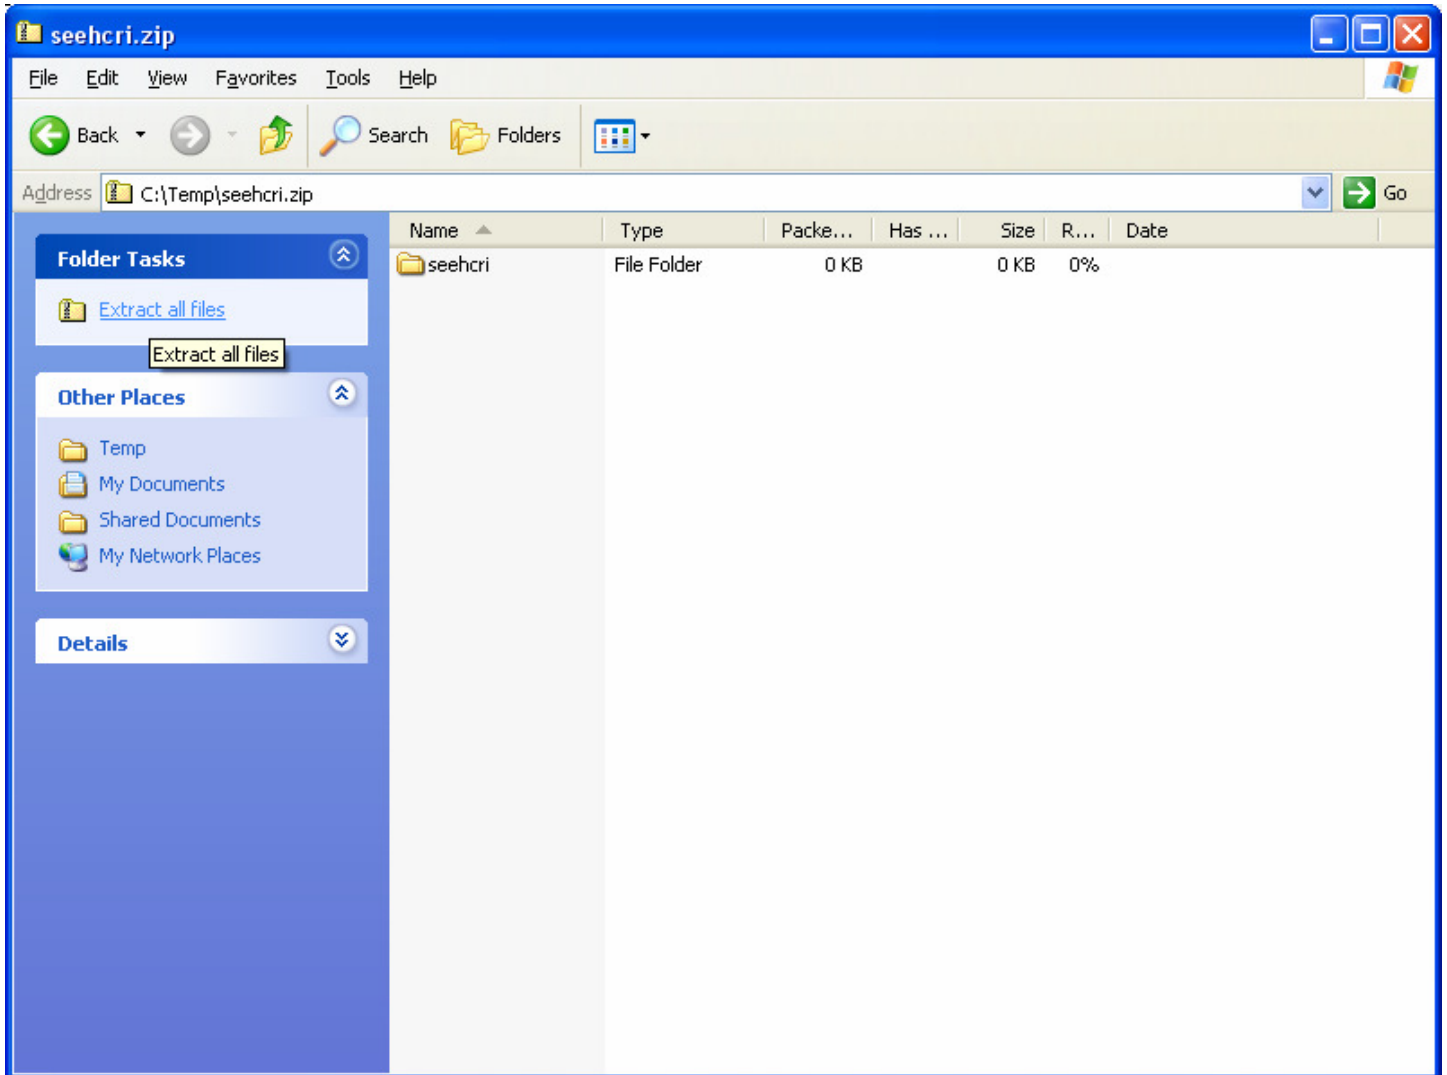 seehcri.zip
File Edit View Favorites Tools Help
Back Search Folders
Address C:\Temp\seehcri.zip Go
Name Type Packe... Has ... Size R... Date
Folder Tasks
seehcri File Folder 0 KB 0 KB 0%
Extract all files
Extract all files
Other Places
Temp
My Documents
Shared Documents
My Network Places
Details